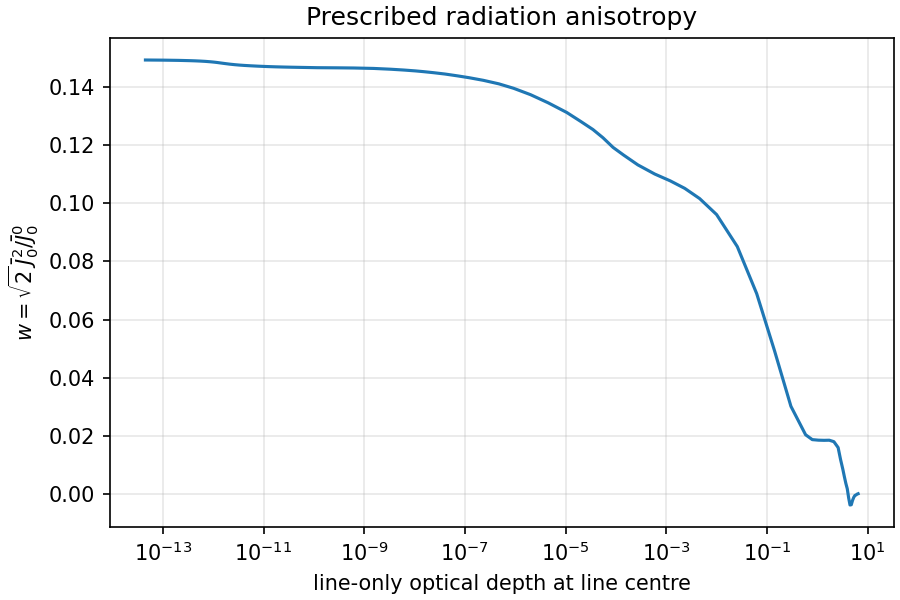 Prescribed radiation anisotropy
0.14
0.12
0.10
0.08
0.06
0.04
0.02
0.00
w = √2 J̄²₀/J̄⁰₀
10⁻¹³ 10⁻¹¹ 10⁻⁹ 10⁻⁷ 10⁻⁵ 10⁻³ 10⁻¹ 10¹
line-only optical depth at line centre